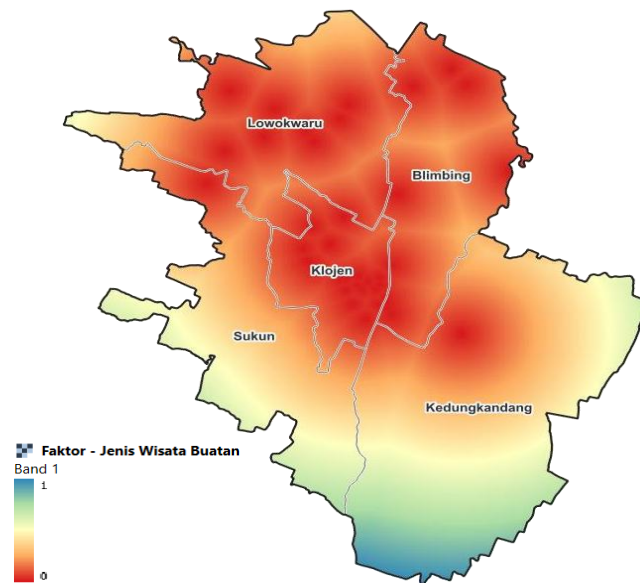 Lowokwaru
Blimbing
Klojen
Sukun
Kedungkandang
Faktor - Jenis Wisata Buatan
Band 1
1
0